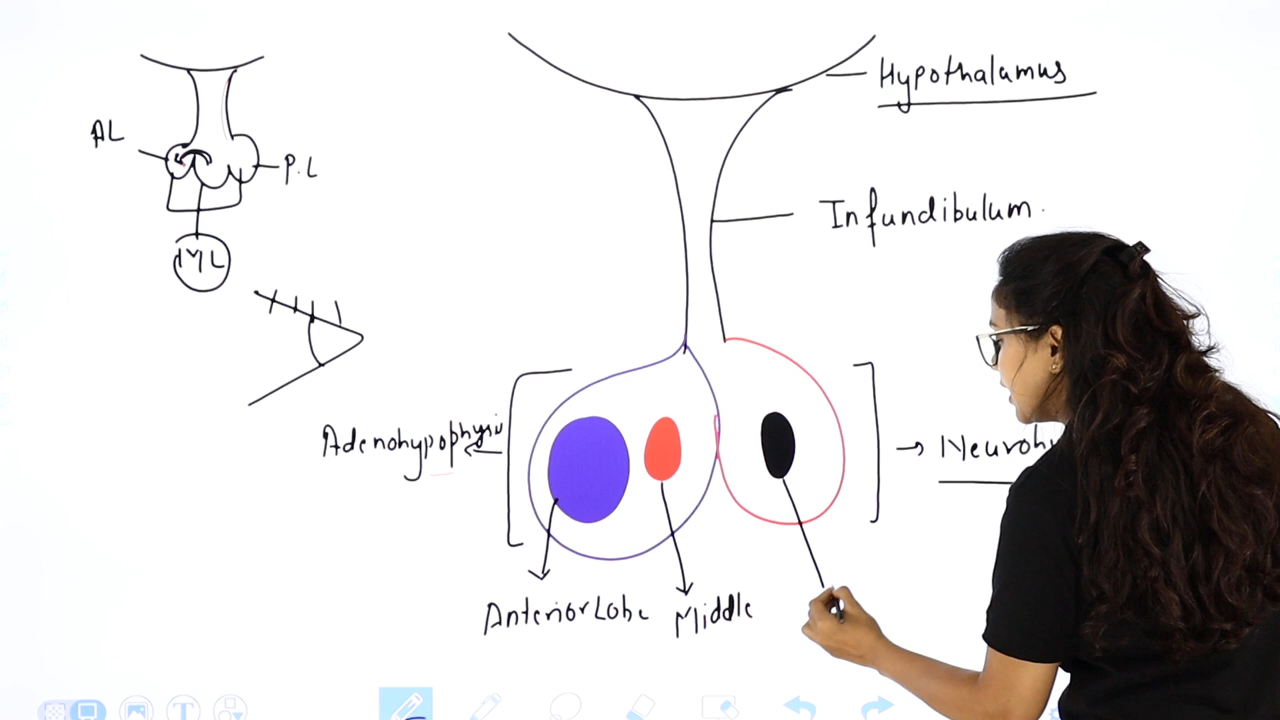 Hypothalamus
AL
P.L
Infundibulum.
ML
Adenohypophysis
Anterior Lobe
Middle
T